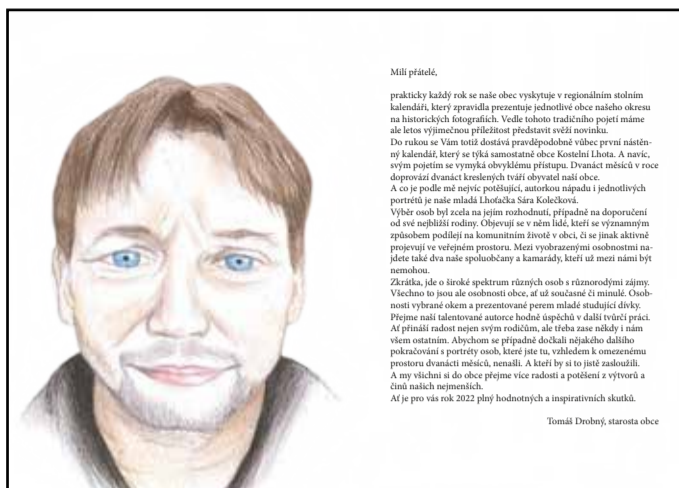 Milí přátelé,
prakticky každý rok se naše obec vyskytuje v regionálním stolním
kalendáři, který zpravidla prezentuje jednotlivé obce našeho okresu
na historických fotografiích. Vedle tohoto tradičního pojetí máme
ale letos výjimečnou příležitost představit svěží novinku.
Do rukou se Vám totiž dostává pravděpodobně vůbec první nástěn-
ný kalendář, který se týká samostatně obce Kostelní Lhota. A navíc,
svým pojetím se vymyká obvyklému přístupu. Dvanáct měsíců v roce
doprovází dvanáct kreslených tváří obyvatel naší obce.
A co je podle mě nejvíc potěšující, autorkou nápadu i jednotlivých
portrétů je naše mladá Lhoťačka Sára Kolečková.
Výběr osob byl zcela na jejím rozhodnutí, případně na doporučení
od své nejbližší rodiny. Objevují se v něm lidé, kteří se významným
způsobem podílejí na komunitním životě v obci, či se jinak aktivně
projevují ve veřejném prostoru. Mezi vyobrazenými osobnostmi na-
jdete také dva naše spoluobčany a kamarády, kteří už mezi námi být
nemohou.
Zkrátka, jde o široké spektrum různých osob s různorodými zájmy.
Všechno to jsou ale osobnosti obce, ať už současné či minulé. Osob-
nosti vybrané okem a prezentované perem mladé studující dívky.
Přejme naší talentované autorce hodně úspěchů v další tvůrčí práci.
Ať přináší radost nejen svým rodičům, ale třeba zase někdy i nám
všem ostatním. Abychom se případně dočkali nějakého dalšího
pokračování s portréty osob, které jste tu, vzhledem k omezenému
prostoru dvanácti měsíců, nenašli. A kteří by si to jistě zasloužili.
A my všichni si do obce přejme více radosti a potěšení z výtvorů a
činů našich nejmenších.
Ať je pro vás rok 2022 plný hodnotných a inspirativních skutků.
Tomáš Drobný, starosta obce